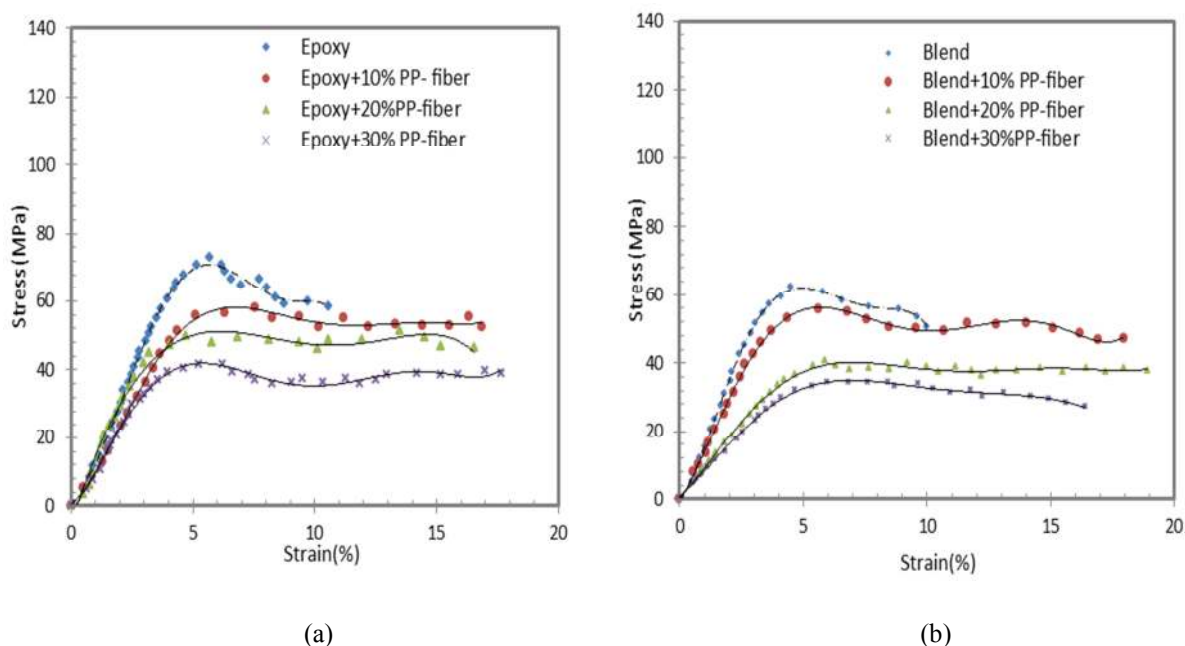 140
120
100
80
60
40
20
0
Stress (MPa)
Epoxy
Epoxy+10% PP- fiber
Epoxy+20%PP-fiber
Epoxy+30% PP-fiber
0 5 10 15 20
Strain(%)
(a)
140
120
100
80
60
40
20
0
Stress (MPa)
Blend
Blend+10% PP-fiber
Blend+20% PP-fiber
Blend+30%PP-fiber
0 5 10 15 20
Strain(%)
(b)